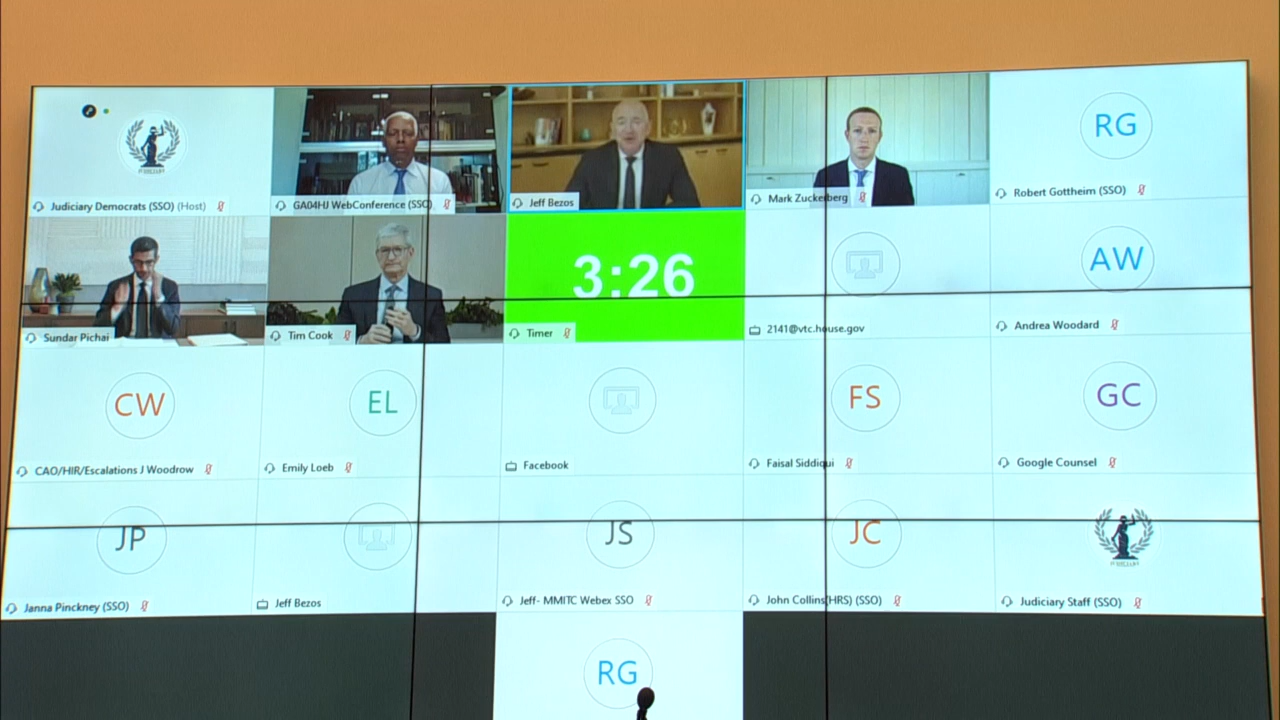 RG
Judiciary Democrats (SSO) (Host)
GA04HJ WebConference (SSO)
Jeff Bezos
Mark Zuckerberg
Robert Gottheim (SSO)
3:26
AW
Sundar Pichai
Tim Cook
Timer
2141@vtc.house.gov
Andrea Woodard
CW
EL
FS
GC
CAO/HIR/Escalations J Woodrow
Emily Loeb
Facebook
Faisal Siddiqui
Google Counsel
JP
JS
JC
Janna Pinckney (SSO)
Jeff Bezos
Jeff- MMITC Webex SSO
John Collins(HRS) (SSO)
Judiciary Staff (SSO)
RG